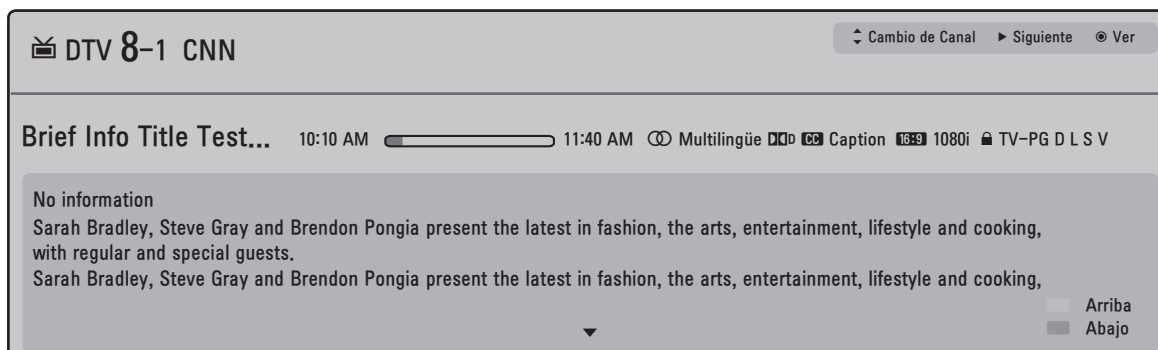 DTV 8-1 CNN
Cambio de Canal Siguiente Ver
Brief Info Title Test... 10:10 AM 11:40 AM Multilingüe DD D CC Caption 16:9 1080i TV-PG D L S V
No information
Sarah Bradley, Steve Gray and Brendon Pongia present the latest in fashion, the arts, entertainment, lifestyle and cooking,
with regular and special guests.
Sarah Bradley, Steve Gray and Brendon Pongia present the latest in fashion, the arts, entertainment, lifestyle and cooking,
Arriba
Abajo